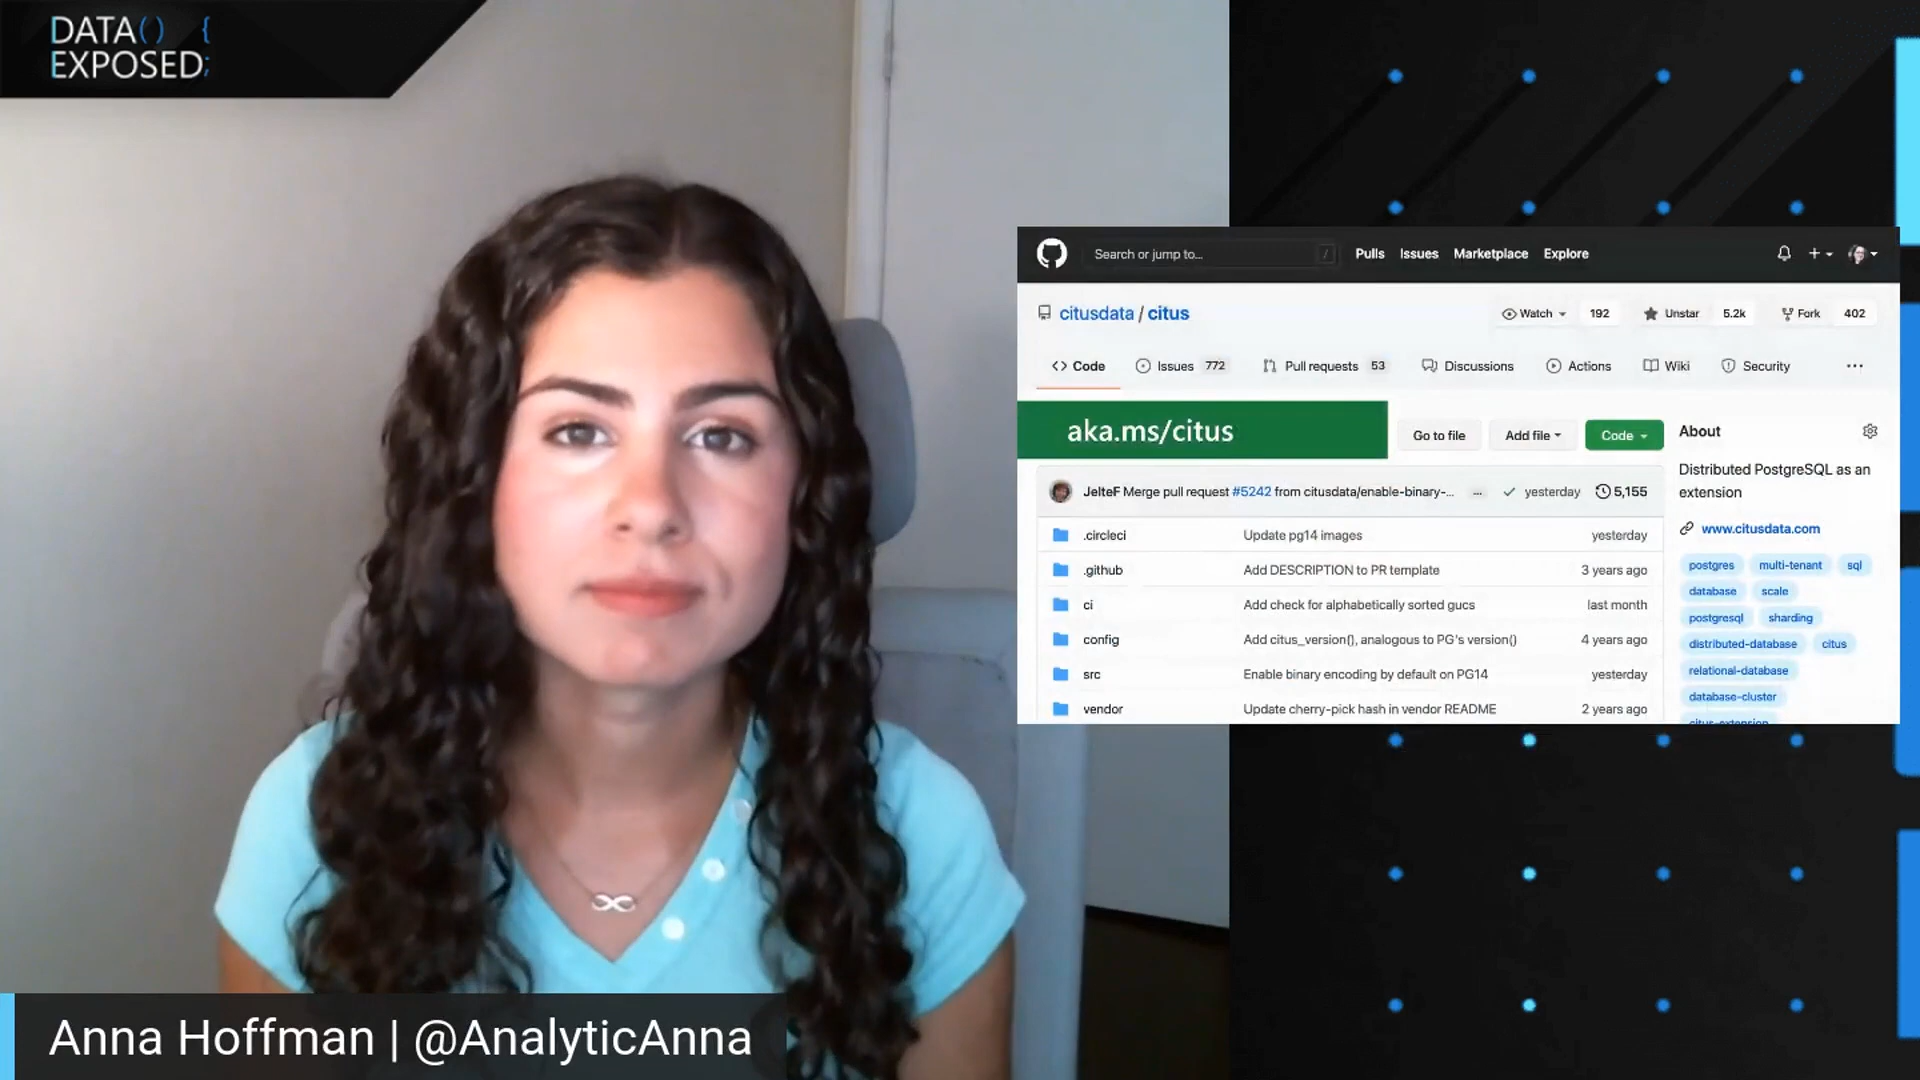 DATA() {
EXPOSED;
Search or jump to... /
Pulls Issues Marketplace Explore
citusdata / citus
Watch 192 Unstar 5.2k Fork 402
<> Code Issues 772 Pull requests 53 Discussions Actions Wiki Security ...
aka.ms/citus
Go to file Add file Code
JelteF Merge pull request #5242 from citusdata/enable-binary-... ... yesterday 5,155
.circleci Update pg14 images yesterday
.github Add DESCRIPTION to PR template 3 years ago
ci Add check for alphabetically sorted gucs last month
config Add citus_version(), analogous to PG's version() 4 years ago
src Enable binary encoding by default on PG14 yesterday
vendor Update cherry-pick hash in vendor README 2 years ago
About
Distributed PostgreSQL as an
extension
www.citusdata.com
postgres multi-tenant sql
database scale
postgresql sharding
distributed-database citus
relational-database
database-cluster
citus-extension
Anna Hoffman | @AnalyticAnna